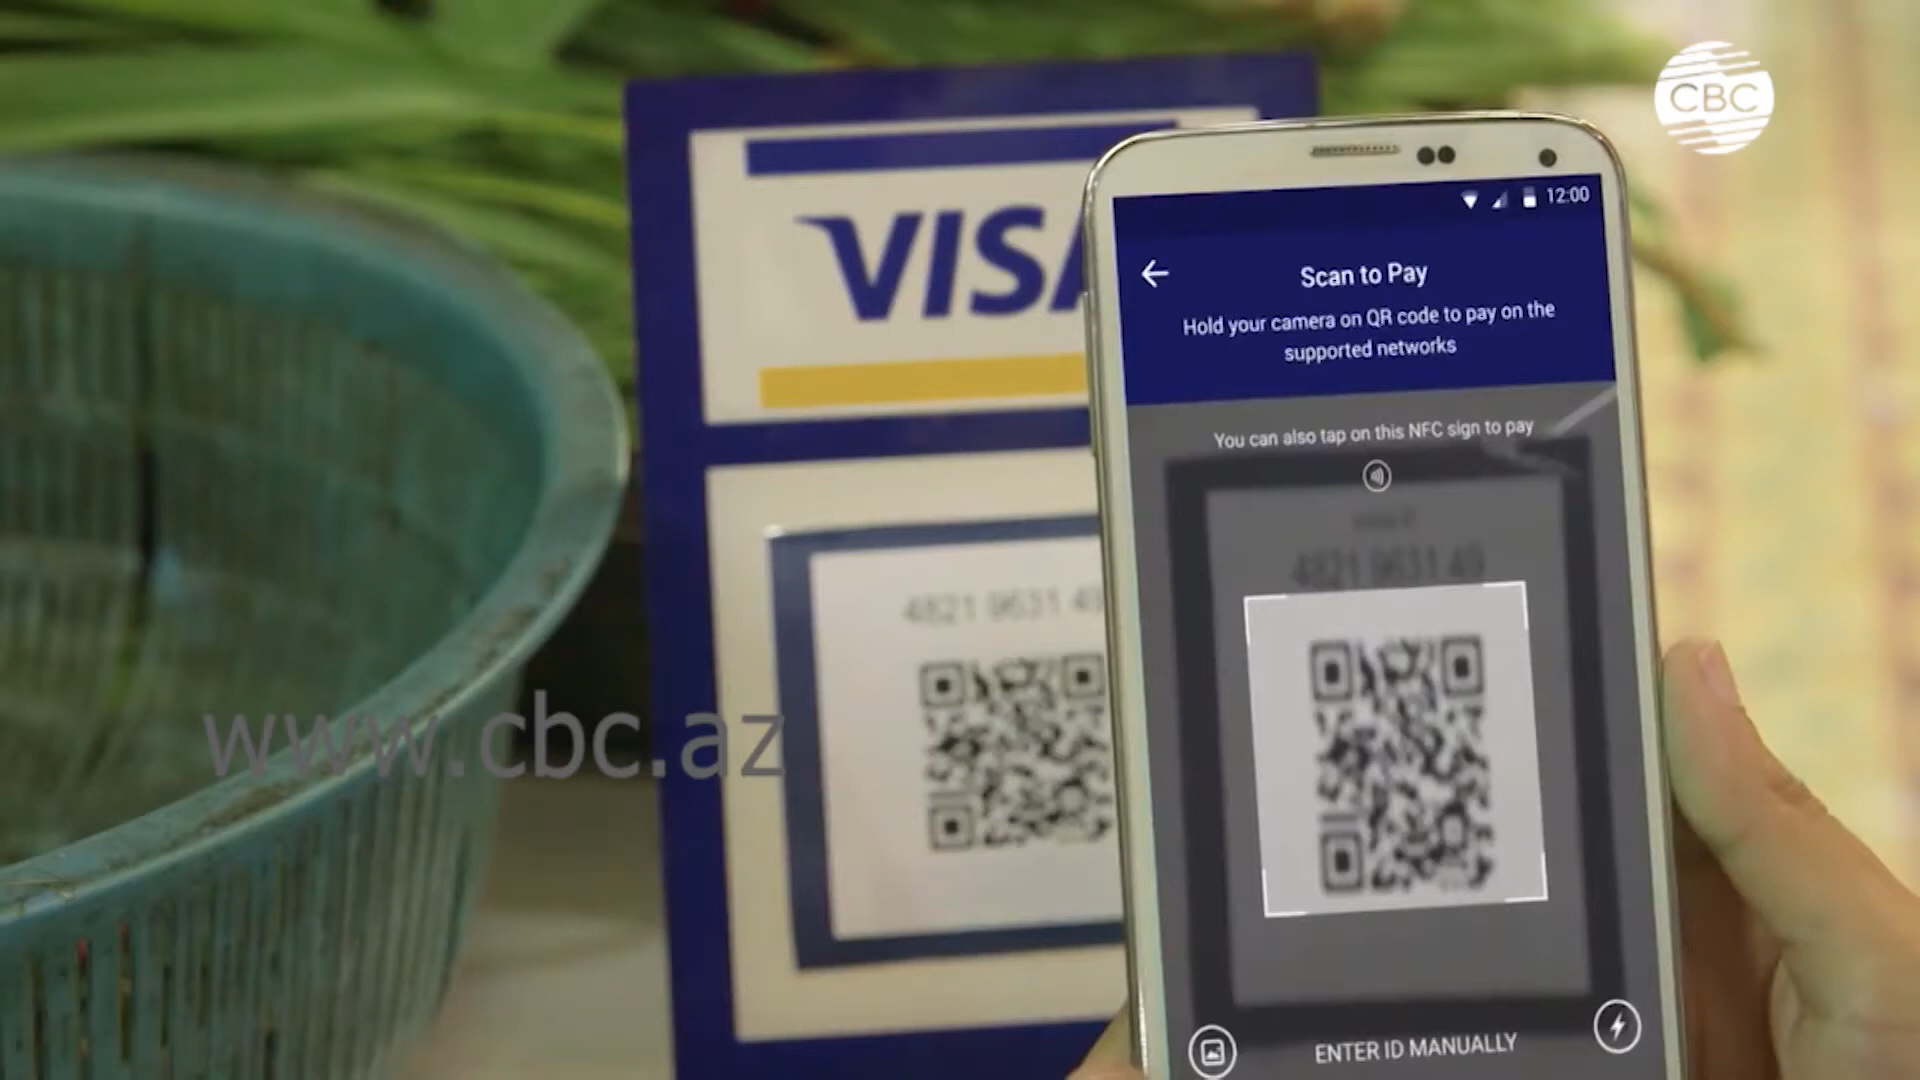 CBC
VISA
12:00
Scan to Pay
Hold your camera on QR code to pay on the
supported networks
You can also tap on this NFC sign to pay
4821 9631 49
4821 9631 49
www.cbc.az
ENTER ID MANUALLY